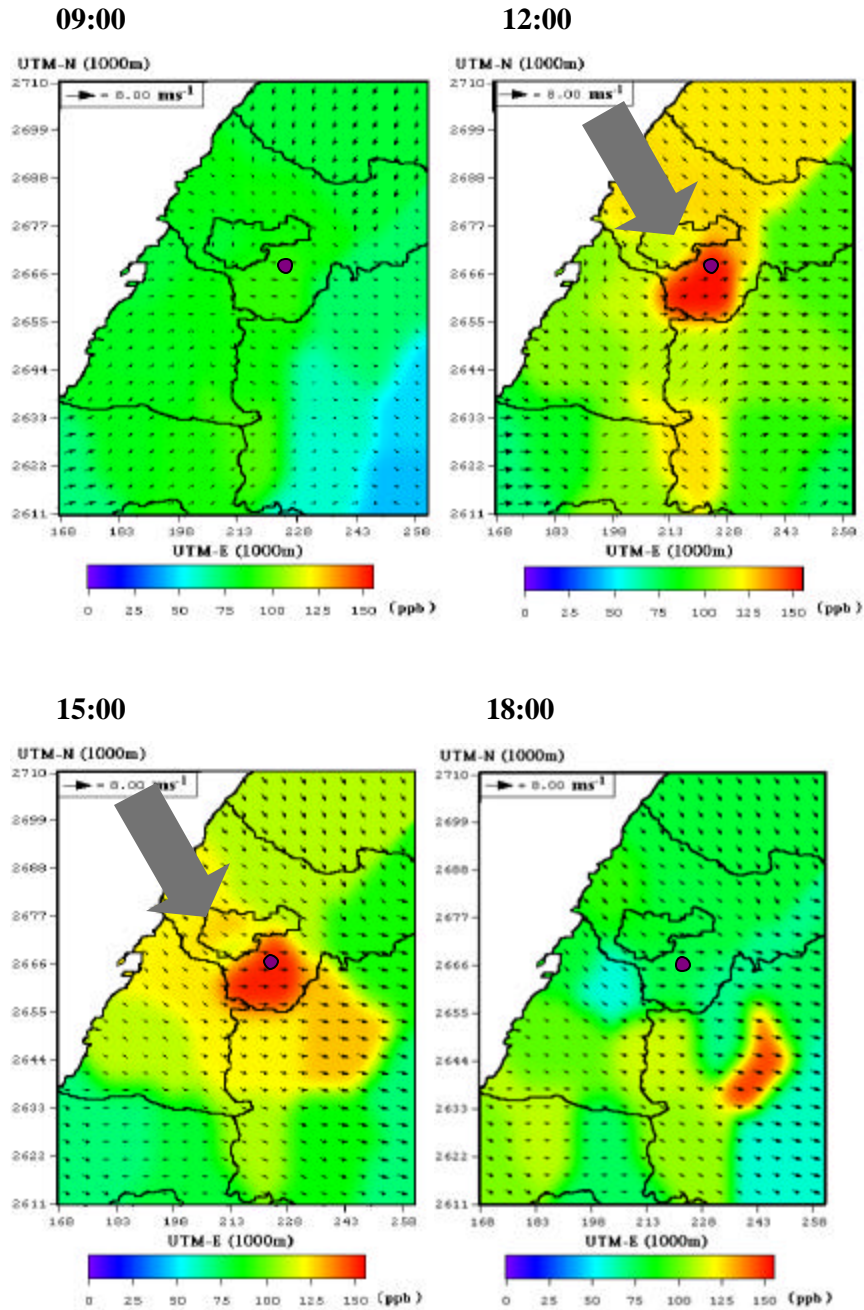 09:00 12:00
UTM-N (1000m) UTM-N (1000m)
= 8.00 ms-1 = 8.00 ms-1
2710 2710
2699 2699
2688 2688
2677 2677
2666 2666
2655 2655
2644 2644
2633 2633
2622 2622
2611 2611
168 183 198 213 228 243 258 168 183 198 213 228 243 258
UTM-E (1000m) UTM-E (1000m)
0 25 50 75 100 125 150 (ppb) 0 25 50 75 100 125 150 (ppb)
15:00 18:00
UTM-N (1000m) UTM-N (1000m)
= 8.00 ms-1 = 8.00 ms-1
2710 2710
2699 2699
2688 2688
2677 2677
2666 2666
2655 2655
2644 2644
2633 2633
2622 2622
2611 2611
168 183 198 213 228 243 258 168 183 198 213 228 243 258
UTM-E (1000m) UTM-E (1000m)
0 25 50 75 100 125 150 (ppb) 0 25 50 75 100 125 150 (ppb)